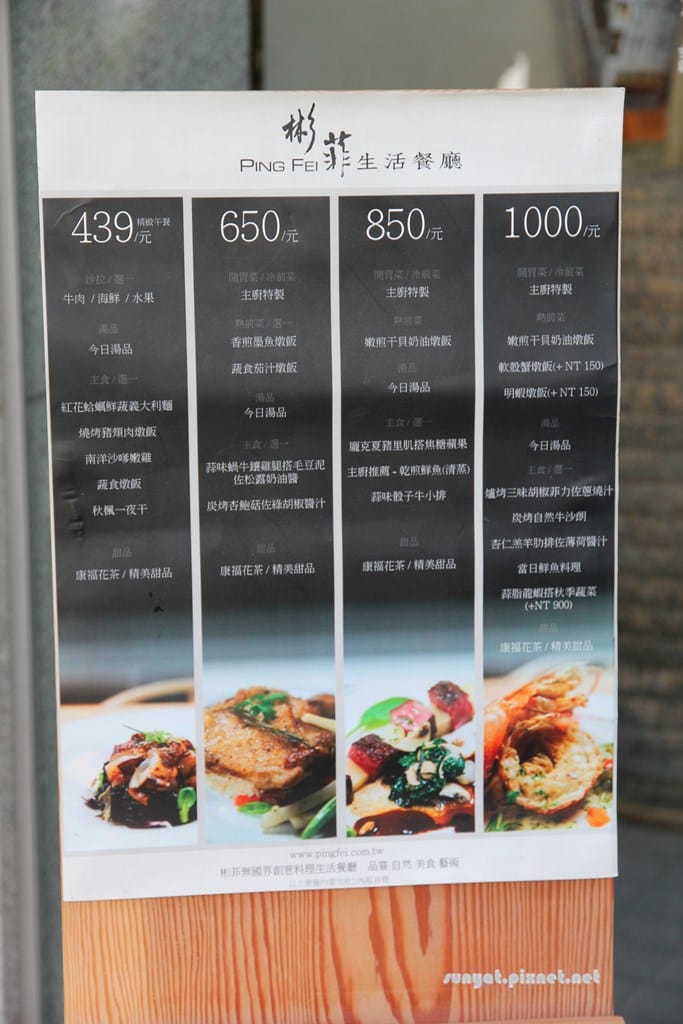 彬菲
PING FEI 生活餐廳
439/元 精緻午餐
沙拉/選一
牛肉 / 海鮮 / 水果
湯品
今日湯品
主食/選一
紅花蛤蠣鮮蔬義大利麵
燒烤豬頰肉燉飯
南洋沙嗲嫩雞
蔬食燉飯
秋楓一夜干
甜品
康福花茶/精美甜品
650/元
開胃菜/冷前菜
主廚特製
熱前菜/選一
香煎墨魚燉飯
蔬食茄汁燉飯
湯品
今日湯品
主食/選一
蒜味蝸牛鑲雞腿搭毛豆泥
佐松露奶油醬
炭烤杏鮑菇佐綠胡椒醬汁
甜品
康福花茶/精美甜品
850/元
開胃菜/冷前菜
主廚特製
熱前菜
嫩煎干貝奶油燉飯
湯品
今日湯品
主食/選一
龐克夏豬里肌搭焦糖蘋果
主廚推薦-乾煎鮮魚(清蒸)
蒜味骰子牛小排
甜品
康福花茶/精美甜品
1000/元
開胃菜/冷前菜
主廚特製
熱前菜
嫩煎干貝奶油燉飯
軟殼蟹燉飯(+ NT 150)
明蝦燉飯(+ NT 150)
湯品
今日湯品
主食/選一
爐烤三味胡椒菲力佐蔥燒汁
炭烤自然牛沙朗
杏仁羔羊肋排佐薄荷醬汁
當日鮮魚料理
蒜脂龍蝦搭秋季蔬菜
(+NT 900)
甜品
康福花茶/精美甜品
www.pingfei.com.tw
彬菲無國界創意料理生活餐廳 品嘗 自然 美食 藝術
sunyat.pixnet.net